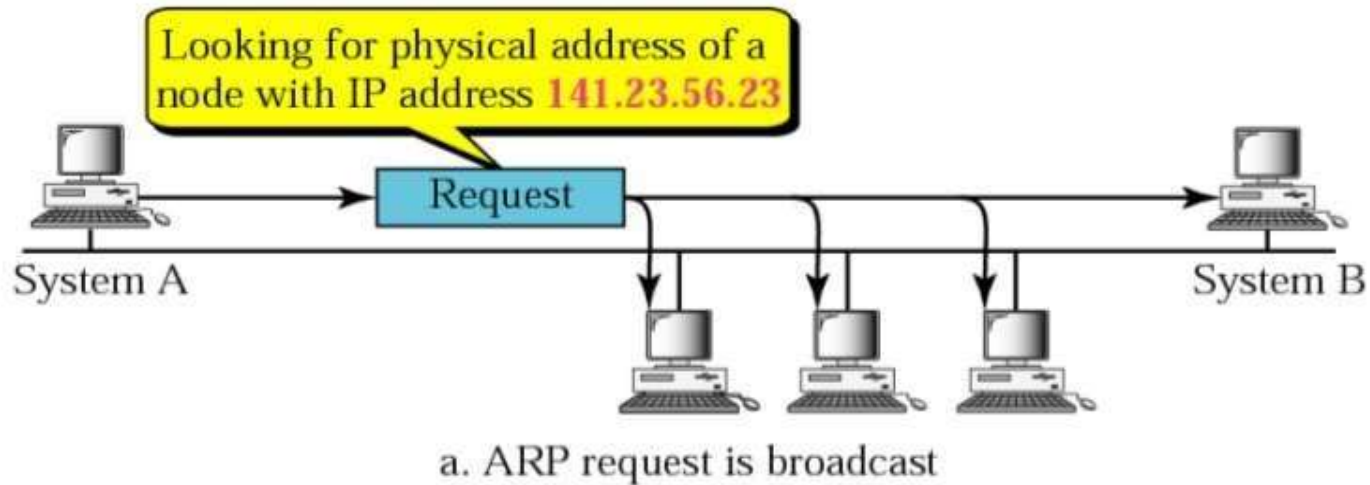 Looking for physical address of a
node with IP address 141.23.56.23
Request
System A
System B
a. ARP request is broadcast